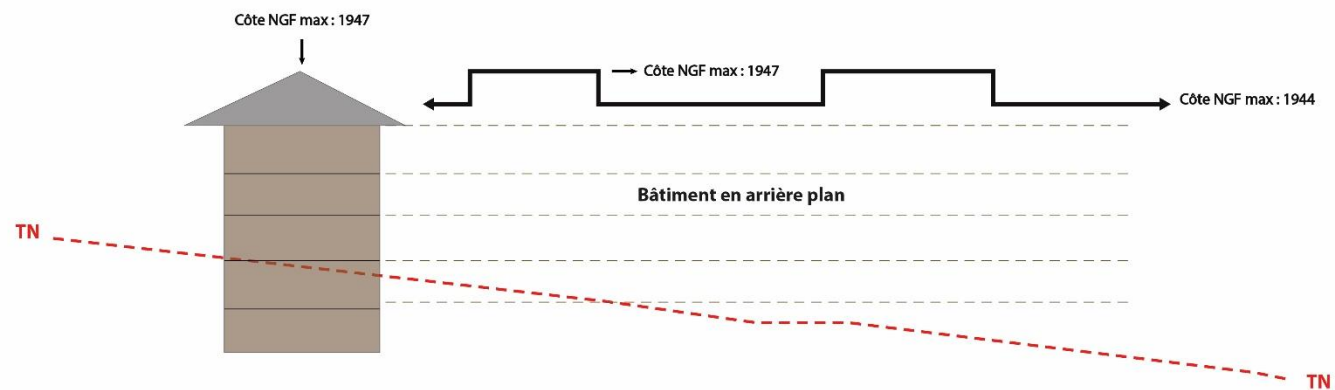 Côte NGF max : 1947
Côte NGF max : 1947
Côte NGF max : 1944
Bâtiment en arrière plan
TN
TN